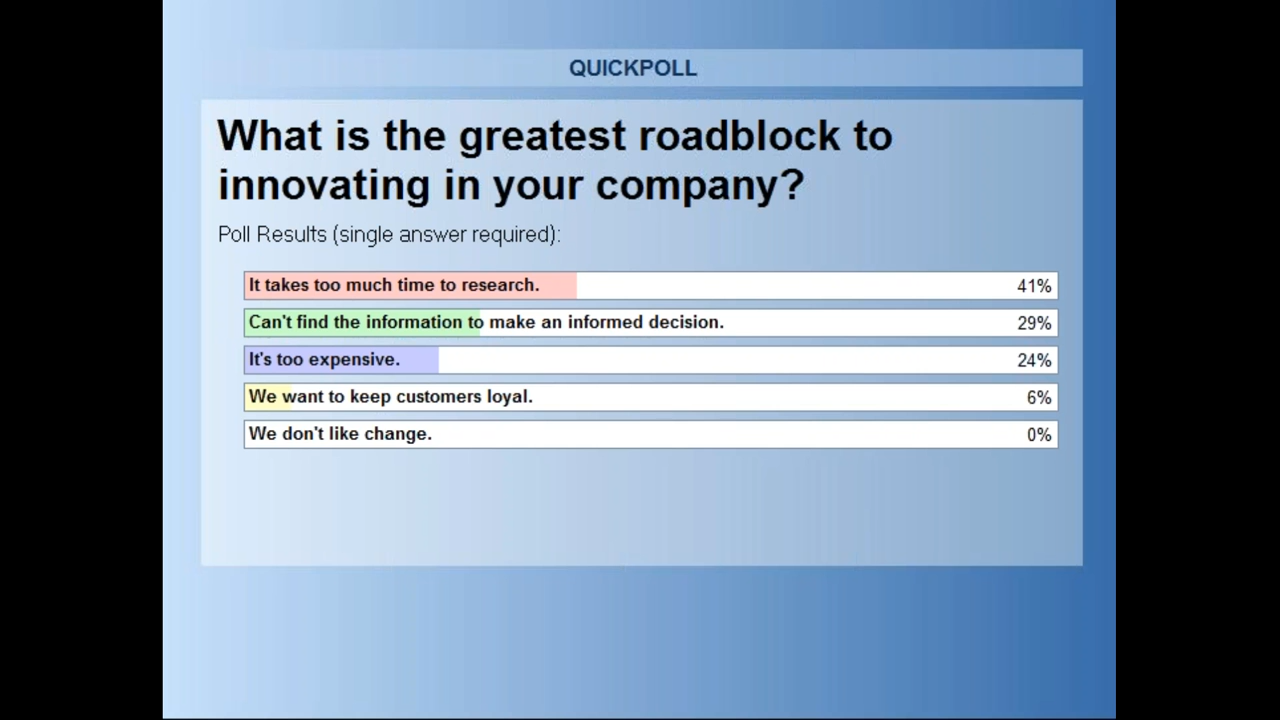 QUICKPOLL
What is the greatest roadblock to
innovating in your company?
Poll Results (single answer required):
It takes too much time to research. 41%
Can't find the information to make an informed decision. 29%
It's too expensive. 24%
We want to keep customers loyal. 6%
We don't like change. 0%